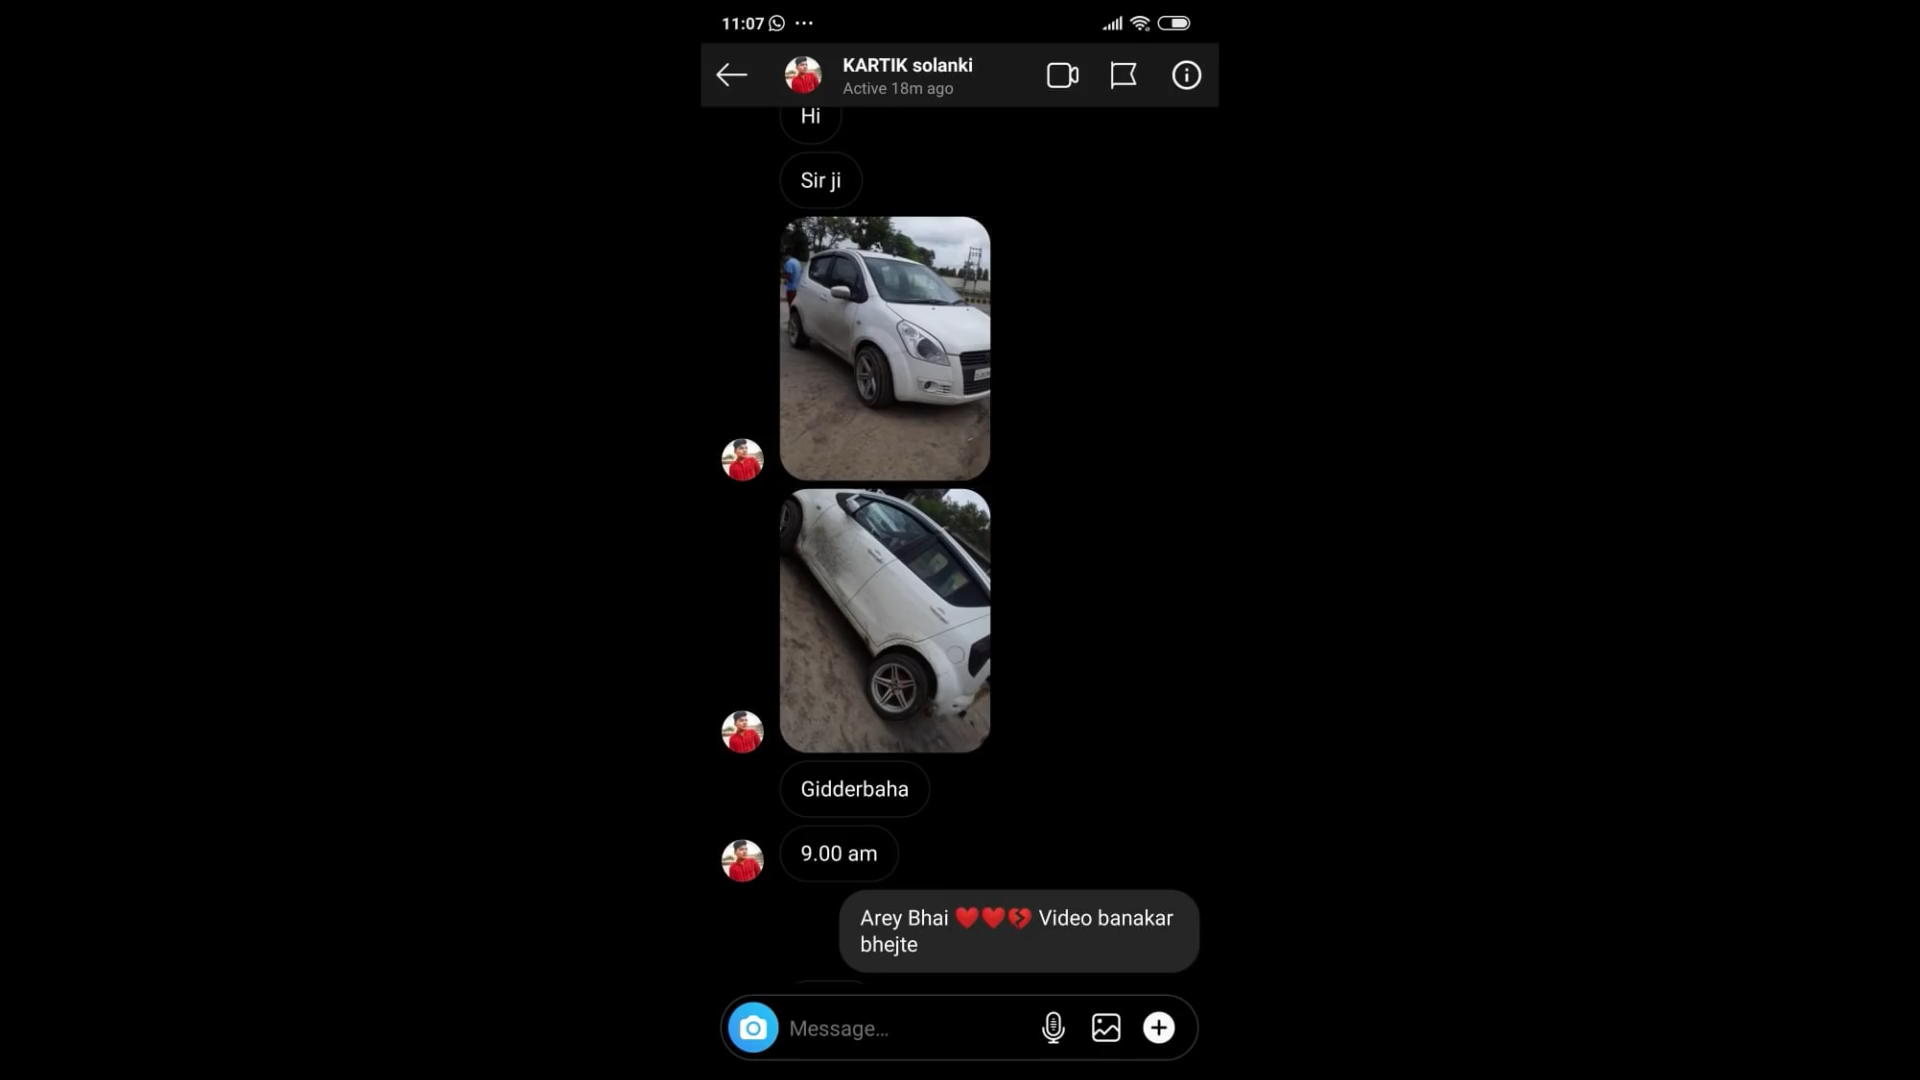 11:07
KARTIK solanki
Active 18m ago
Hi
Sir ji
Gidderbaha
9.00 am
Arey Bhai ❤️❤️💔 Video banakar
bhejte
Message...